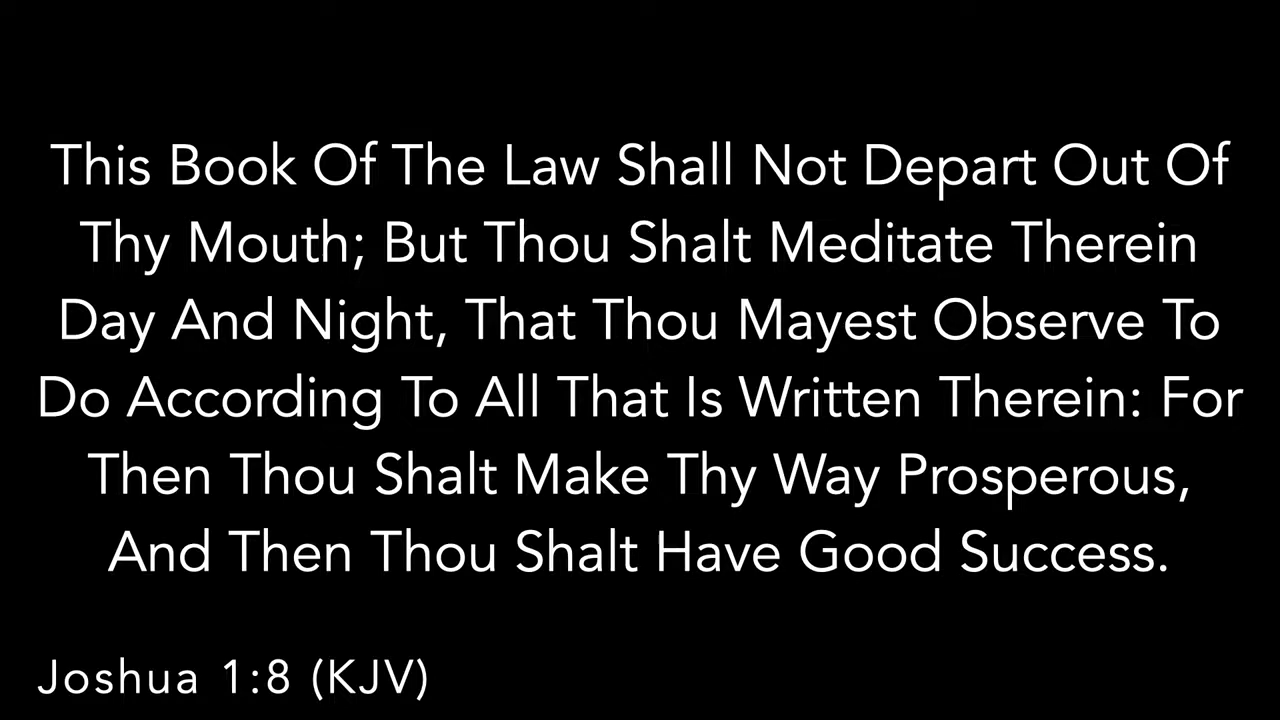 This Book Of The Law Shall Not Depart Out Of
Thy Mouth; But Thou Shalt Meditate Therein
Day And Night, That Thou Mayest Observe To
Do According To All That Is Written Therein: For
Then Thou Shalt Make Thy Way Prosperous,
And Then Thou Shalt Have Good Success.
Joshua 1:8 (KJV)